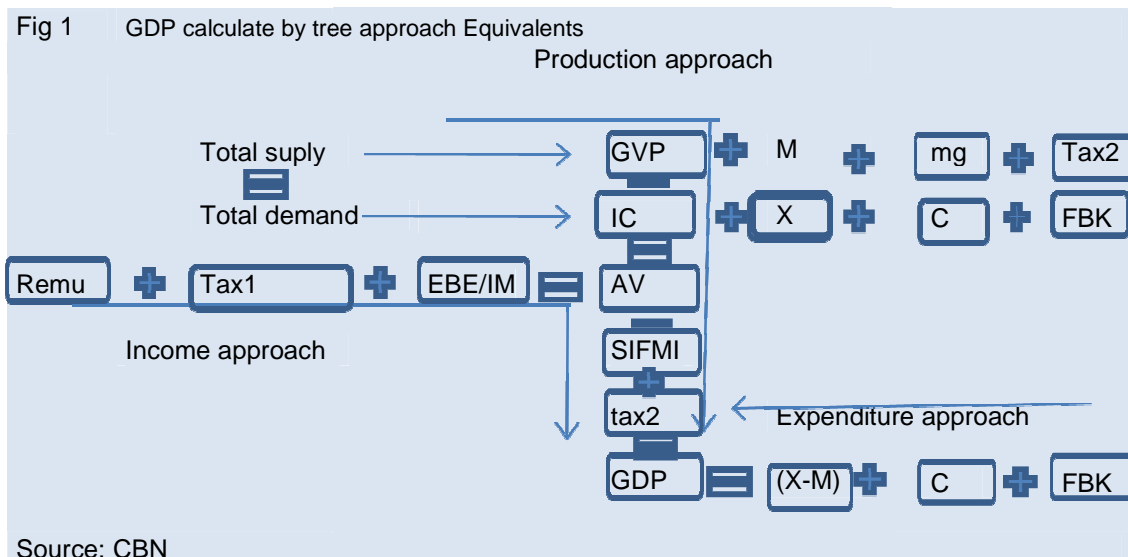 Fig 1 GDP calculate by tree approach Equivalents
Production approach
Total suply GVP + M + mg + Tax2
Total demand IC + X + C + FBK
Remu + Tax1 + EBE/IM = AV
Income approach SIFMI
+
tax2 Expenditure approach
GDP = (X-M) + C + FBK
Source: CBN